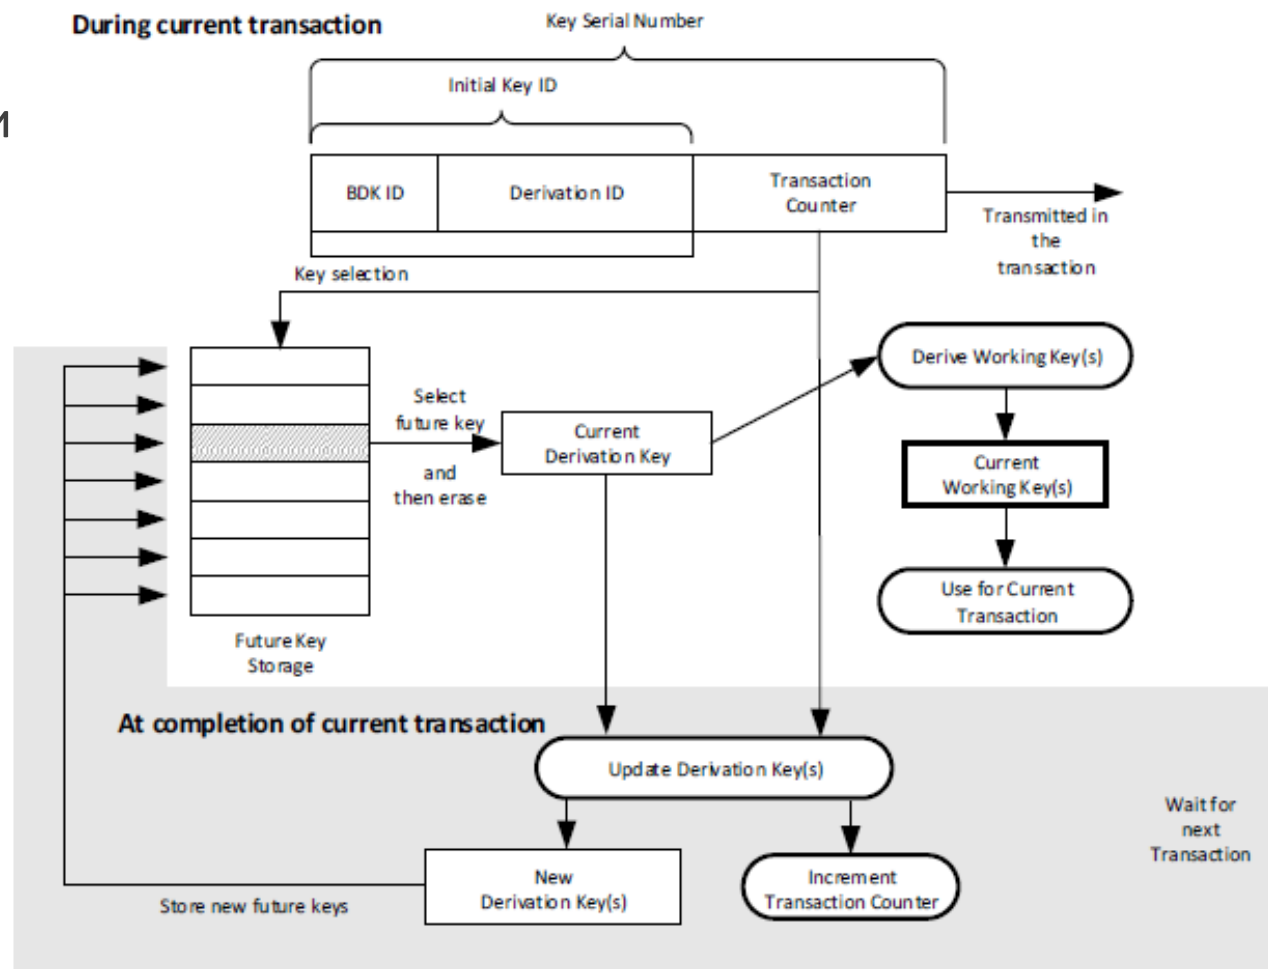 During current transaction
Key Serial Number
Initial Key ID
BDK ID
Derivation ID
Transaction
Counter
Transmitted in
the
transaction
Key selection
Select
future key
and
then erase
Current
Derivation Key
Derive Working Key(s)
Current
Working Key(s)
Use for Current
Transaction
Future Key
Storage
At completion of current transaction
Update Derivation Key(s)
Wait for
next
Transaction
New
Derivation Key(s)
Increment
Transaction Counter
Store new future keys